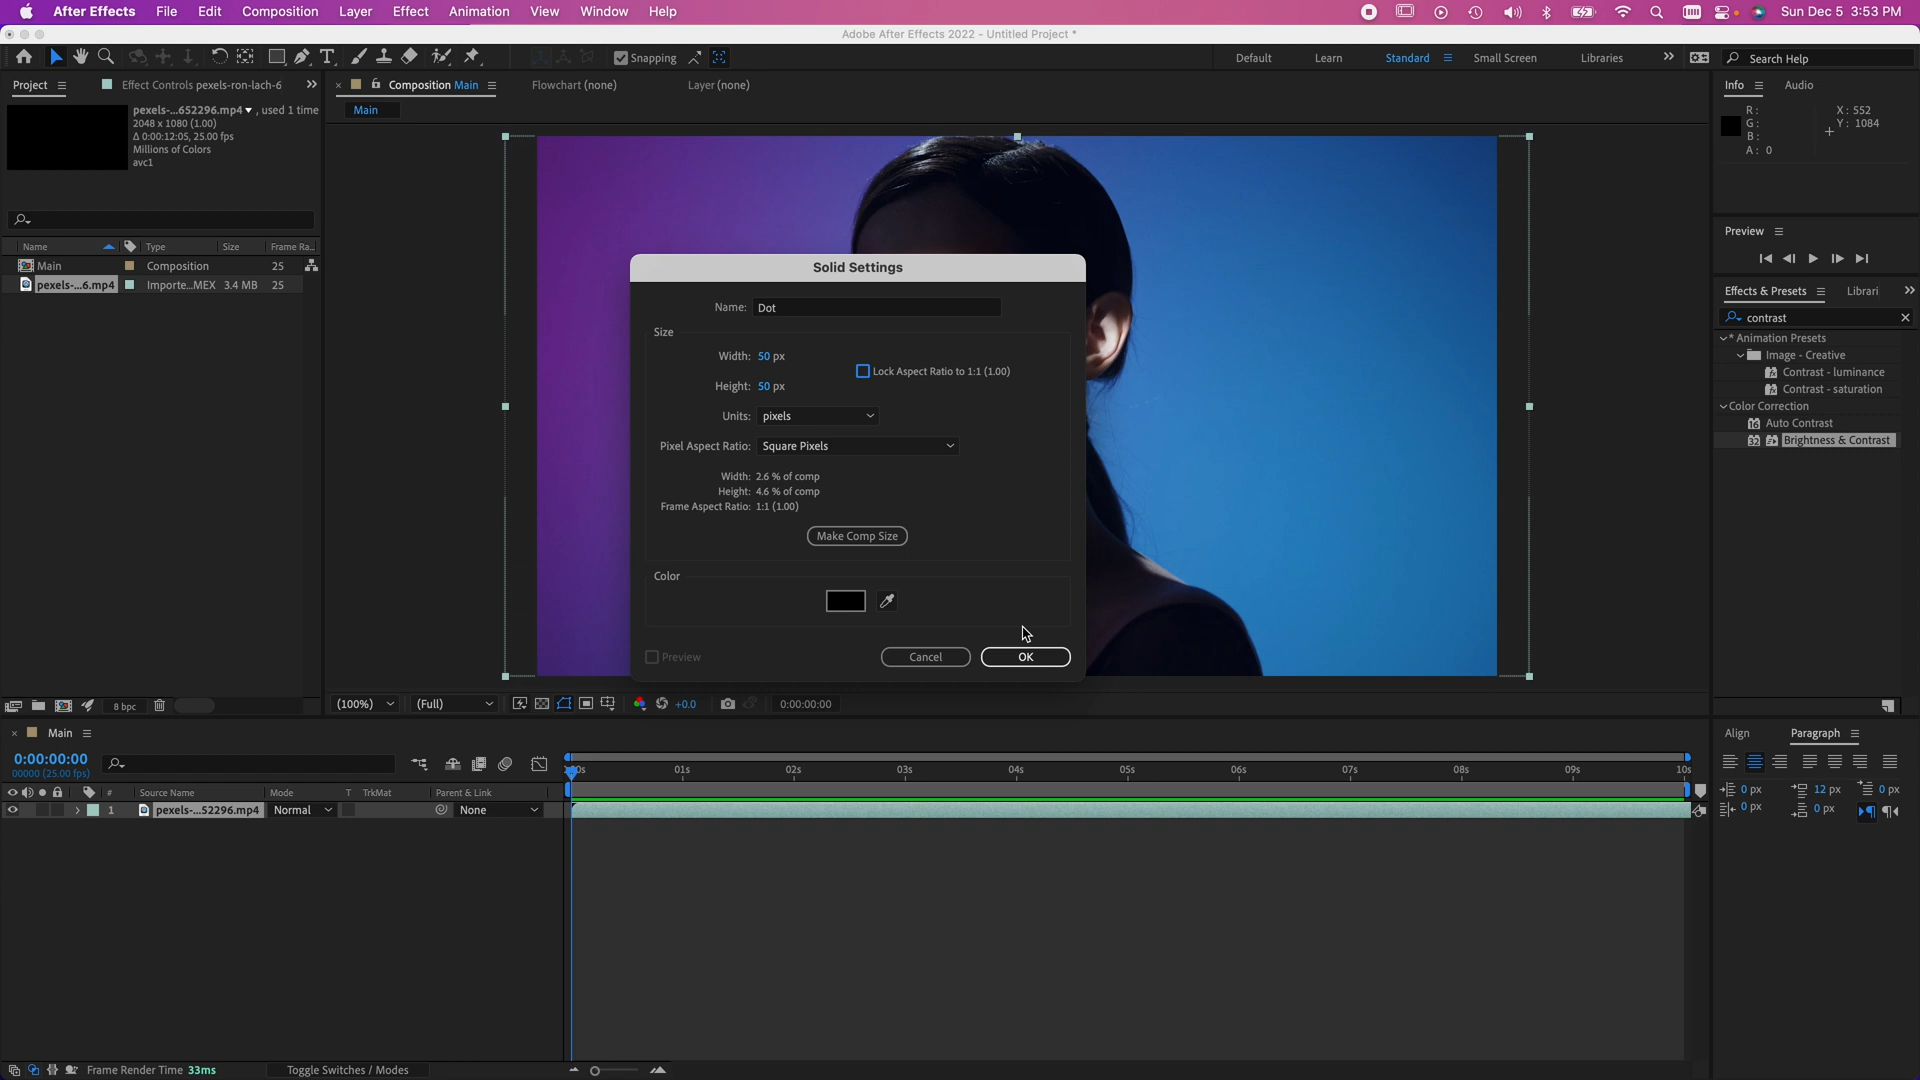 After Effects File Edit Composition Layer Effect Animation View Window Help Sun Dec 5 3:53 PM
Adobe After Effects 2022 - Untitled Project *
Snapping Default Learn Standard Small Screen Libraries Search Help
Project Effect Controls pexels-ron-lach-6 Composition Main Flowchart (none) Layer (none) Info Audio
Main
pexels-...652296.mp4 , used 1 time
2048 x 1080 (1.00)
Δ 0:00:12:05, 25.00 fps
Millions of Colors
avc1
R: X: 552
G: Y: 1084
B:
A: 0
Preview
Name Type Size Frame Ra...
Main Composition 25
pexels-...6.mp4 Importe...MEX 3.4 MB 25
Effects & Presets Librari
contrast
* Animation Presets
Image - Creative
Contrast - luminance
Contrast - saturation
Color Correction
Auto Contrast
Brightness & Contrast
Solid Settings
Name: Dot
Size
Width: 50 px
Lock Aspect Ratio to 1:1 (1.00)
Height: 50 px
Units: pixels
Pixel Aspect Ratio: Square Pixels
Width: 2.6 % of comp
Height: 4.6 % of comp
Frame Aspect Ratio: 1:1 (1.00)
Make Comp Size
Color
Preview Cancel OK
8 bpc (100%) (Full) +0.0 0:00:00:00
Main
0:00:00:00
00000 (25.00 fps)
01s 02s 03s 04s 05s 06s 07s 08s 09s 10s
# Source Name Mode T TrkMat Parent & Link
1 pexels-...52296.mp4 Normal None
Align Paragraph
0 px 12 px 0 px
0 px 0 px
Frame Render Time 33ms Toggle Switches / Modes